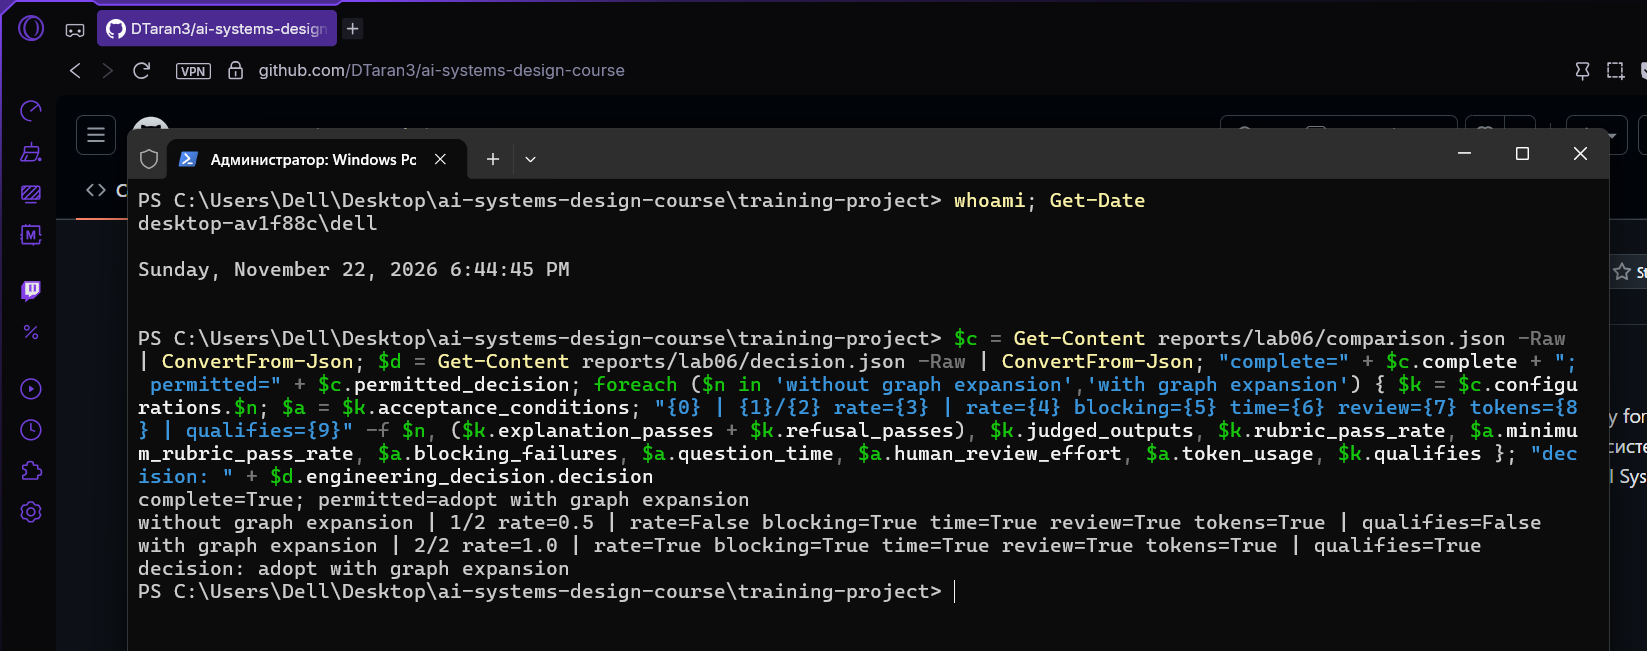 DTaran3/ai-systems-desig
VPN
github.com/DTaran3/ai-systems-design-course
Администратор: Windows Pc
St
PS C:\Users\Dell\Desktop\ai-systems-design-course\training-project> whoami; Get-Date
desktop-av1f88c\dell
Sunday, November 22, 2026 6:44:45 PM
PS C:\Users\Dell\Desktop\ai-systems-design-course\training-project> $c = Get-Content reports/lab06/comparison.json -Raw
| ConvertFrom-Json; $d = Get-Content reports/lab06/decision.json -Raw | ConvertFrom-Json; "complete=" + $c.complete + ";
permitted=" + $c.permitted_decision; foreach ($n in 'without graph expansion','with graph expansion') { $k = $c.configu
rations.$n; $a = $k.acceptance_conditions; "{0} | {1}/{2} rate={3} | rate={4} blocking={5} time={6} review={7} tokens={8
} | qualifies={9}" -f $n, ($k.explanation_passes + $k.refusal_passes), $k.judged_outputs, $k.rubric_pass_rate, $a.minimu
m_rubric_pass_rate, $a.blocking_failures, $a.question_time, $a.human_review_effort, $a.token_usage, $k.qualifies }; "dec
ision: " + $d.engineering_decision.decision
complete=True; permitted=adopt with graph expansion
without graph expansion | 1/2 rate=0.5 | rate=False blocking=True time=True review=True tokens=True | qualifies=False
with graph expansion | 2/2 rate=1.0 | rate=True blocking=True time=True review=True tokens=True | qualifies=True
decision: adopt with graph expansion
PS C:\Users\Dell\Desktop\ai-systems-design-course\training-project>
y for
систе
l Sys